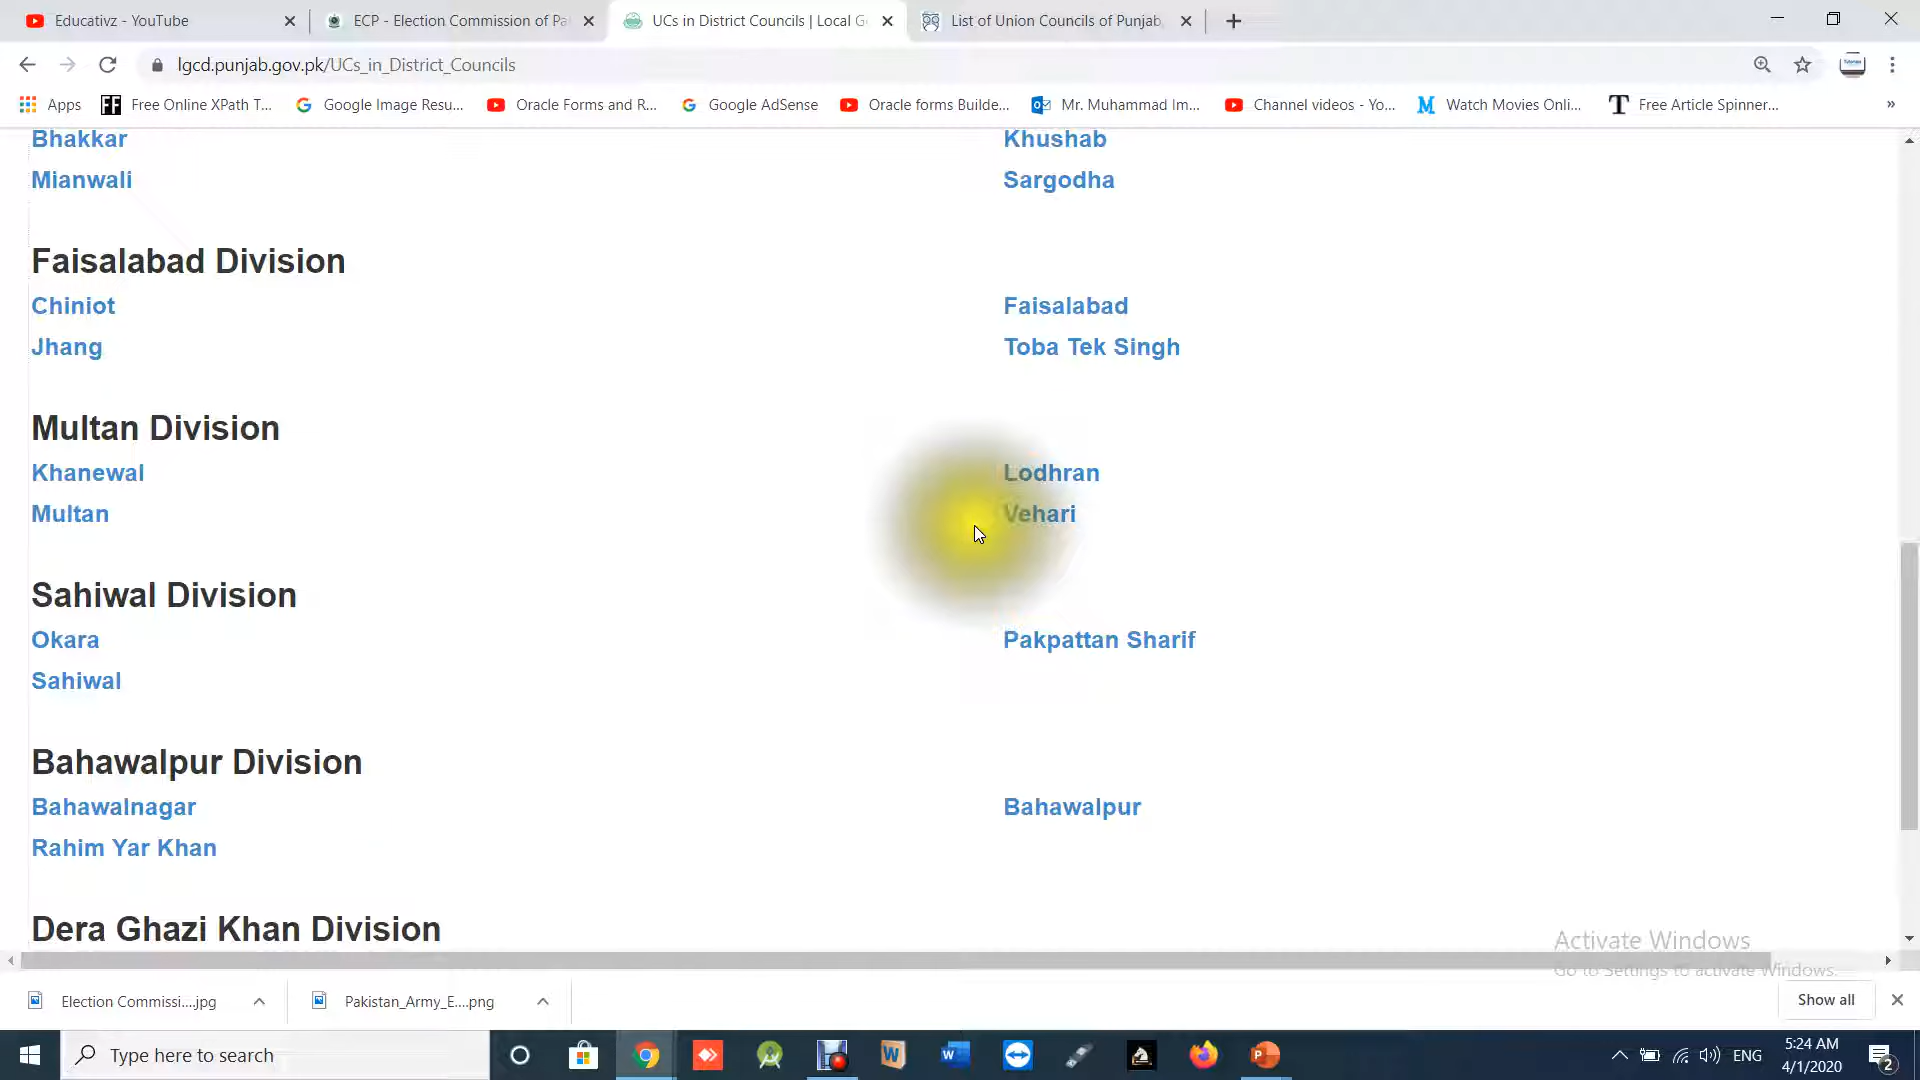 Educativz - YouTube
ECP - Election Commission of Pa
UCs in District Councils | Local G
List of Union Councils of Punjab,
lgcd.punjab.gov.pk/UCs_in_District_Councils
Apps
Free Online XPath T...
Google Image Resu...
Oracle Forms and R...
Google AdSense
Oracle forms Builde...
Mr. Muhammad Im...
Channel videos - Yo...
Watch Movies Onli...
Free Article Spinner...
»
Bhakkar
Khushab
Mianwali
Sargodha
Faisalabad Division
Chiniot
Faisalabad
Jhang
Toba Tek Singh
Multan Division
Khanewal
Lodhran
Multan
Vehari
Sahiwal Division
Okara
Pakpattan Sharif
Sahiwal
Bahawalpur Division
Bahawalnagar
Bahawalpur
Rahim Yar Khan
Dera Ghazi Khan Division
Activate Windows
Go to Settings to activate Windows.
Election Commissi....jpg
Pakistan_Army_E....png
Show all
Type here to search
ENG
5:24 AM
4/1/2020
2